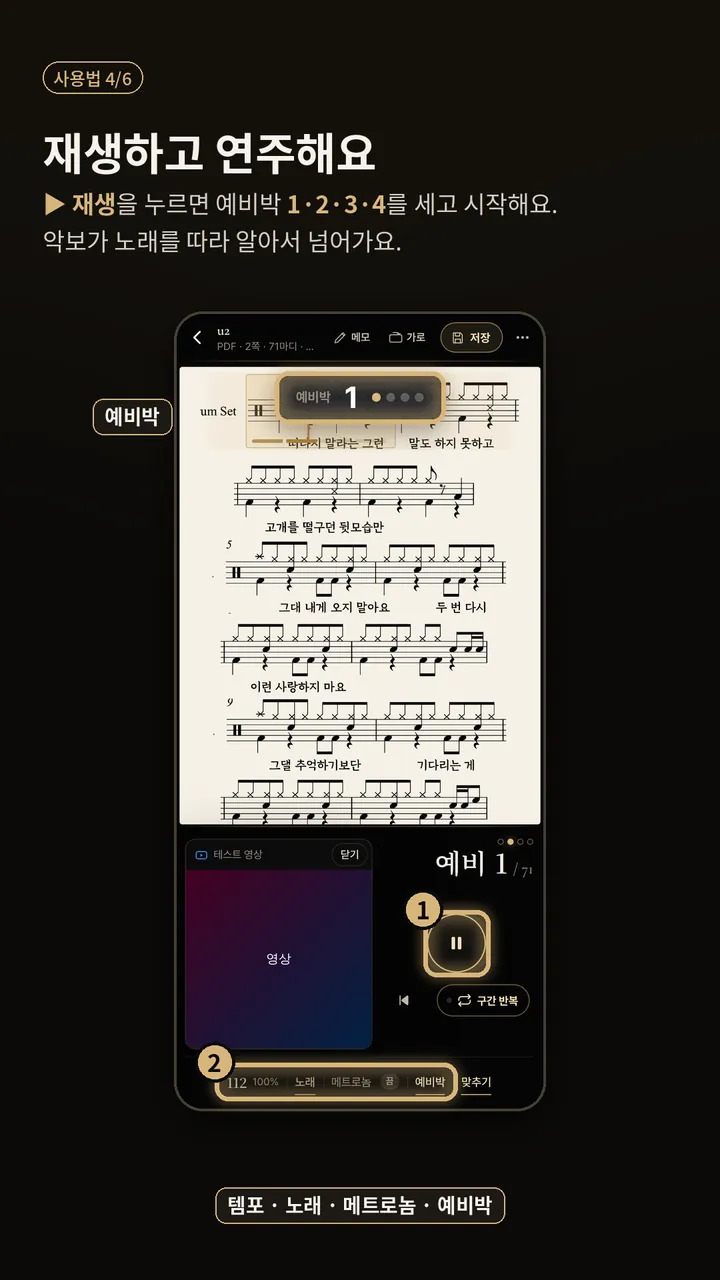 사용법 4/6
재생하고 연주해요
▶ 재생을 누르면 예비박 1·2·3·4를 세고 시작해요.
악보가 노래를 따라 알아서 넘어가요.
u2
PDF · 2쪽 · 71마디 · ...
메모
가로
저장
예비박
um Set
예비박 1
떠나지 말라는 그런 말도 하지 못하고
고개를 떨구던 뒷모습만
5
그대 내게 오지 말아요 두 번 다시
이런 사랑하지 마요
9
그댈 추억하기보단 기다리는 게
테스트 영상
닫기
예비 1 / 71
1
영상
구간 반복
2
112 100% 노래 메트로놈 끔 예비박 맞추기
템포 · 노래 · 메트로놈 · 예비박